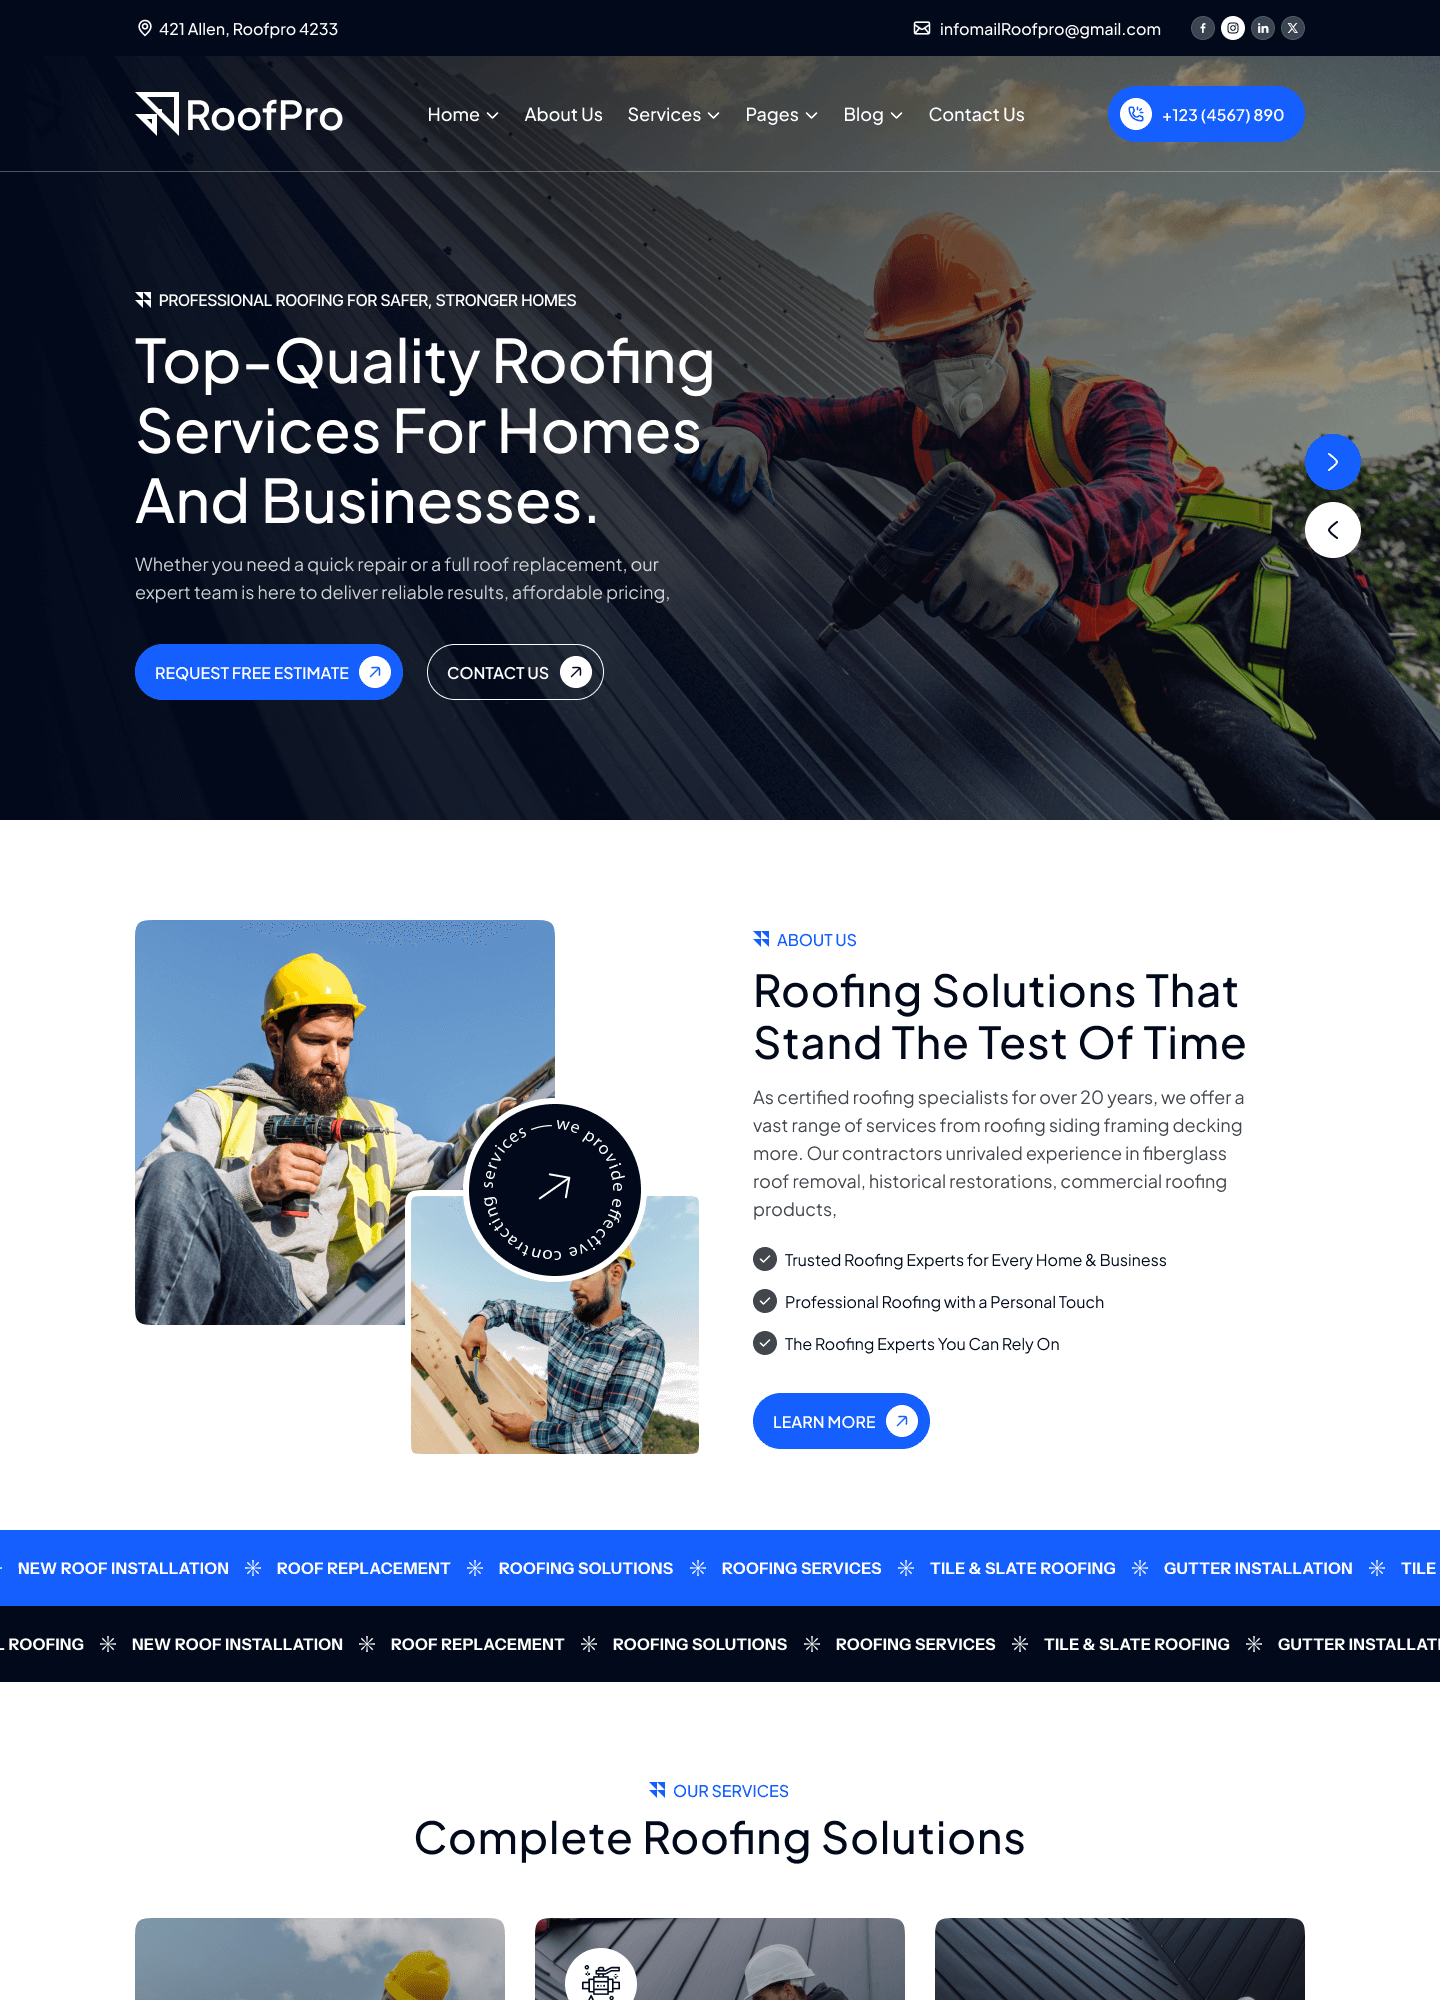 421 Allen, Roofpro 4233
infomailRoofpro@gmail.com
RoofPro
Home
About Us
Services
Pages
Blog
Contact Us
+123 (4567) 890
PROFESSIONAL ROOFING FOR SAFER, STRONGER HOMES
Top-Quality Roofing
Services For Homes
And Businesses.
Whether you need a quick repair or a full roof replacement, our
expert team is here to deliver reliable results, affordable pricing,
REQUEST FREE ESTIMATE
CONTACT US
we provide effective contracting services —
ABOUT US
Roofing Solutions That
Stand The Test Of Time
As certified roofing specialists for over 20 years, we offer a
vast range of services from roofing siding framing decking
more. Our contractors unrivaled experience in fiberglass
roof removal, historical restorations, commercial roofing
products,
Trusted Roofing Experts for Every Home & Business
Professional Roofing with a Personal Touch
The Roofing Experts You Can Rely On
LEARN MORE
NEW ROOF INSTALLATION ROOF REPLACEMENT ROOFING SOLUTIONS ROOFING SERVICES TILE & SLATE ROOFING GUTTER INSTALLATION TILE
L ROOFING NEW ROOF INSTALLATION ROOF REPLACEMENT ROOFING SOLUTIONS ROOFING SERVICES TILE & SLATE ROOFING GUTTER INSTALLATI
OUR SERVICES
Complete Roofing Solutions